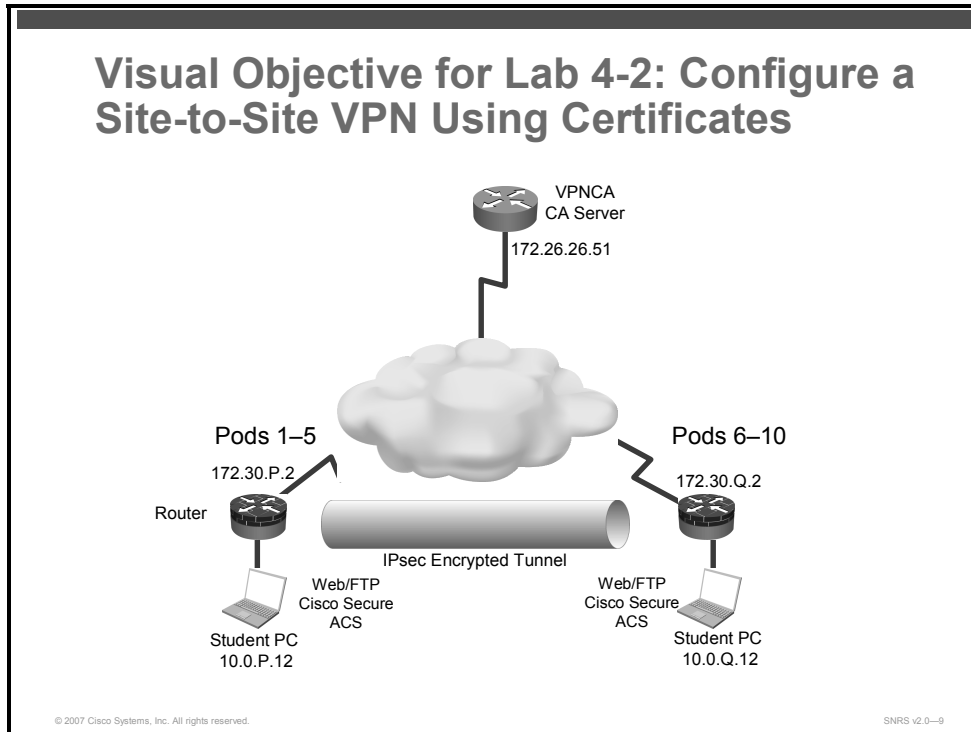 Visual Objective for Lab 4-2: Configure a
Site-to-Site VPN Using Certificates
VPNCA
CA Server
172.26.26.51
Pods 1–5
Pods 6–10
172.30.P.2
172.30.Q.2
Router
IPsec Encrypted Tunnel
Web/FTP
Cisco Secure
ACS
Web/FTP
Cisco Secure
ACS
Student PC
10.0.P.12
Student PC
10.0.Q.12
© 2007 Cisco Systems, Inc. All rights reserved.
SNRS v2.0—9